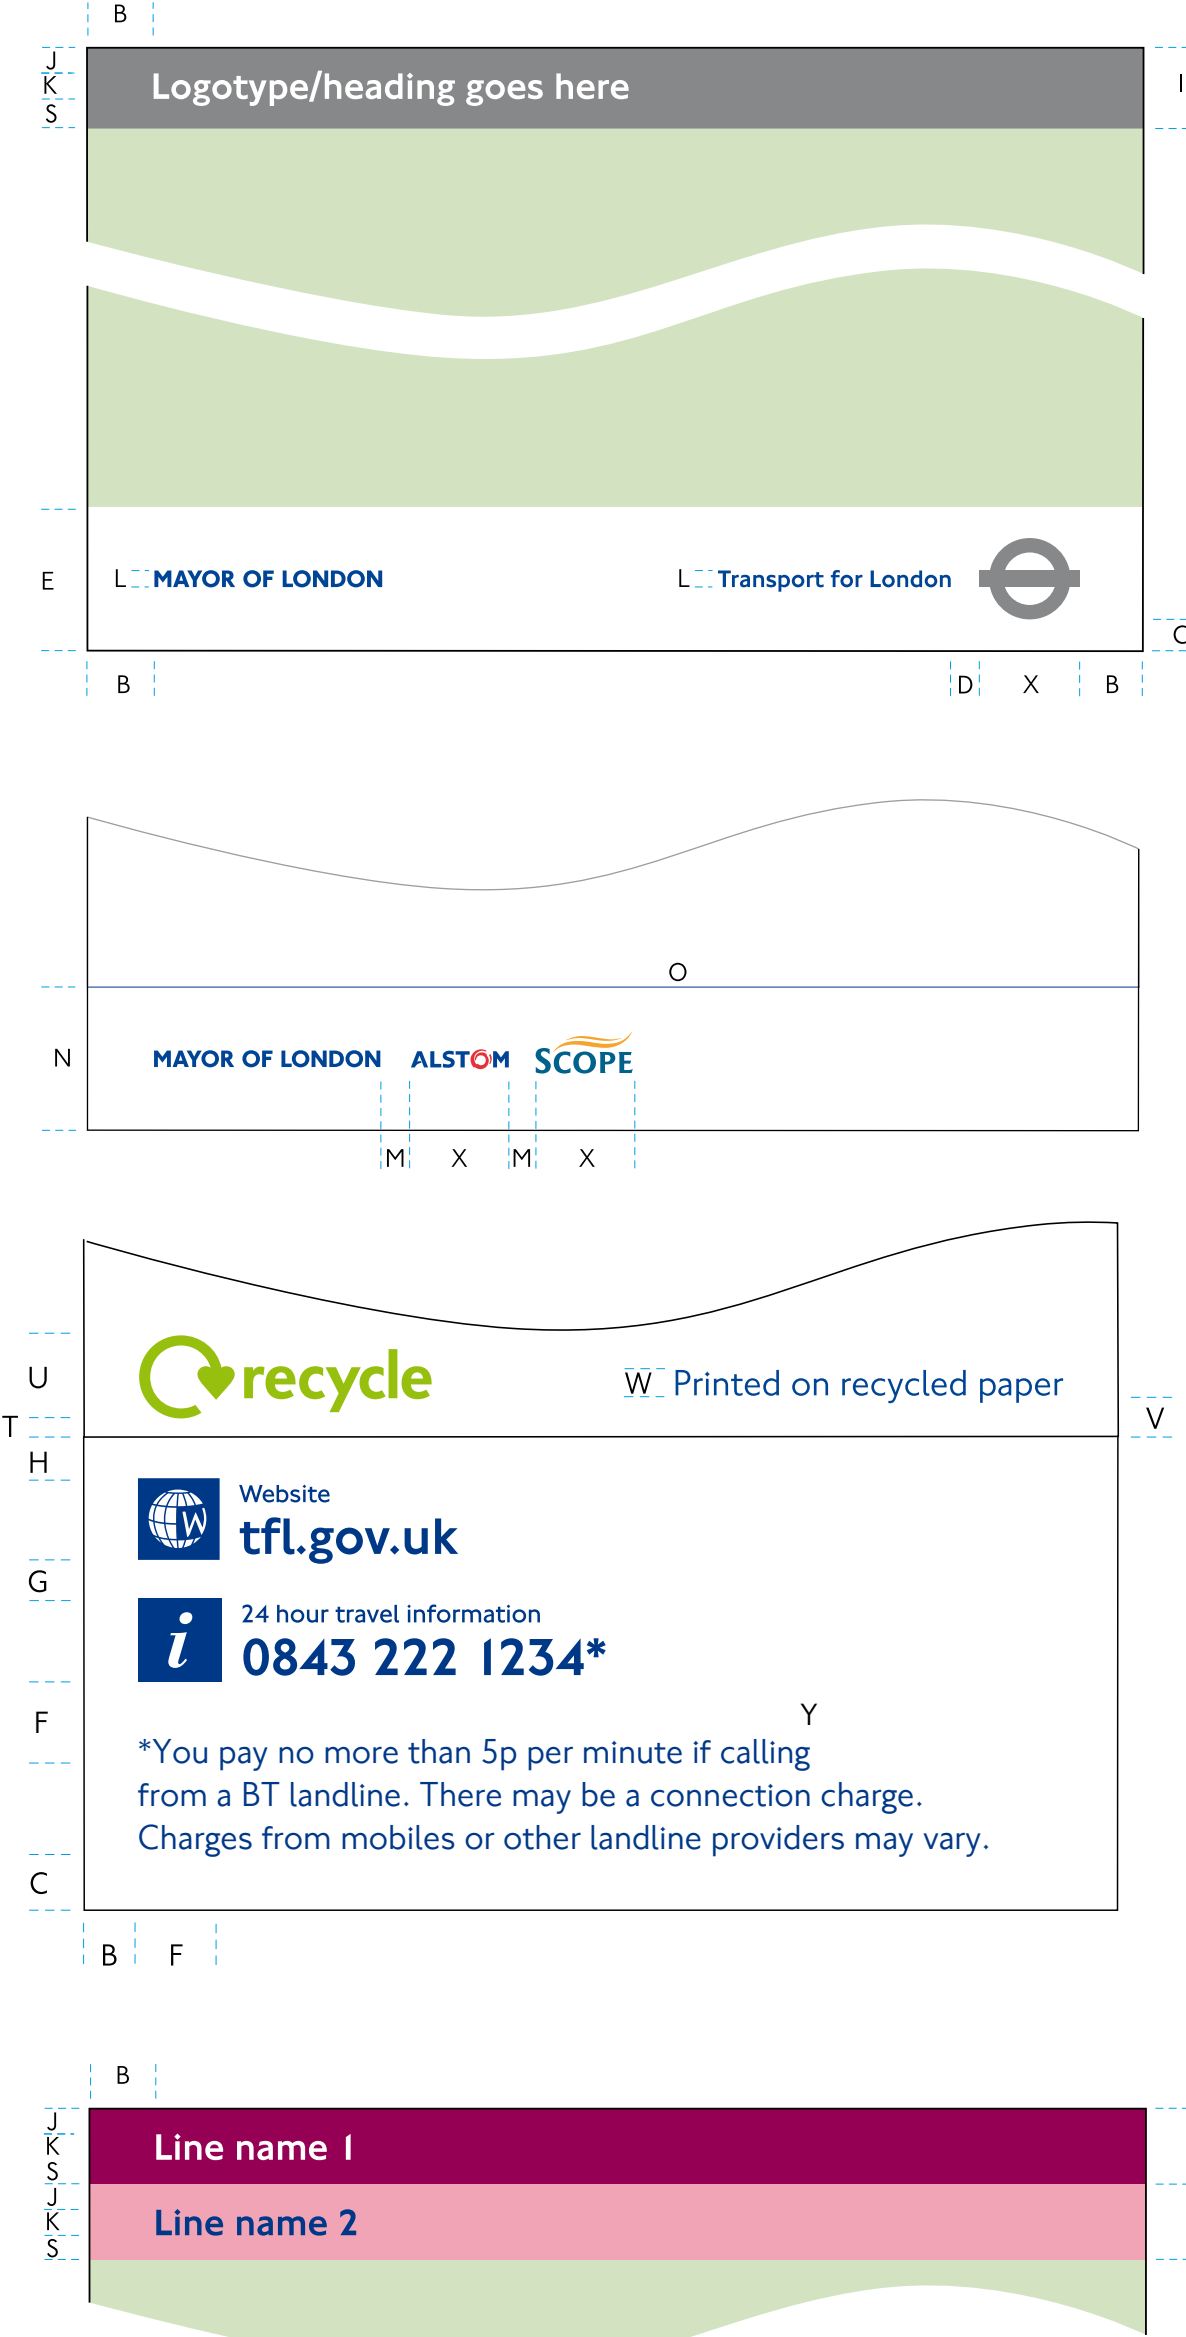 B
J
K
S
Logotype/heading goes here
I
E
L
MAYOR OF LONDON
L
Transport for London
C
B
D
X
B
O
N
MAYOR OF LONDON
ALSTOM
SCOPE
M
X
M
X
U
recycle
W
Printed on recycled paper
T
V
H
W
Website
tfl.gov.uk
G
i
24 hour travel information
0843 222 1234*
F
Y
*You pay no more than 5p per minute if calling
from a BT landline. There may be a connection charge.
Charges from mobiles or other landline providers may vary.
C
B
F
B
J
K
S
Line name 1
J
K
S
Line name 2